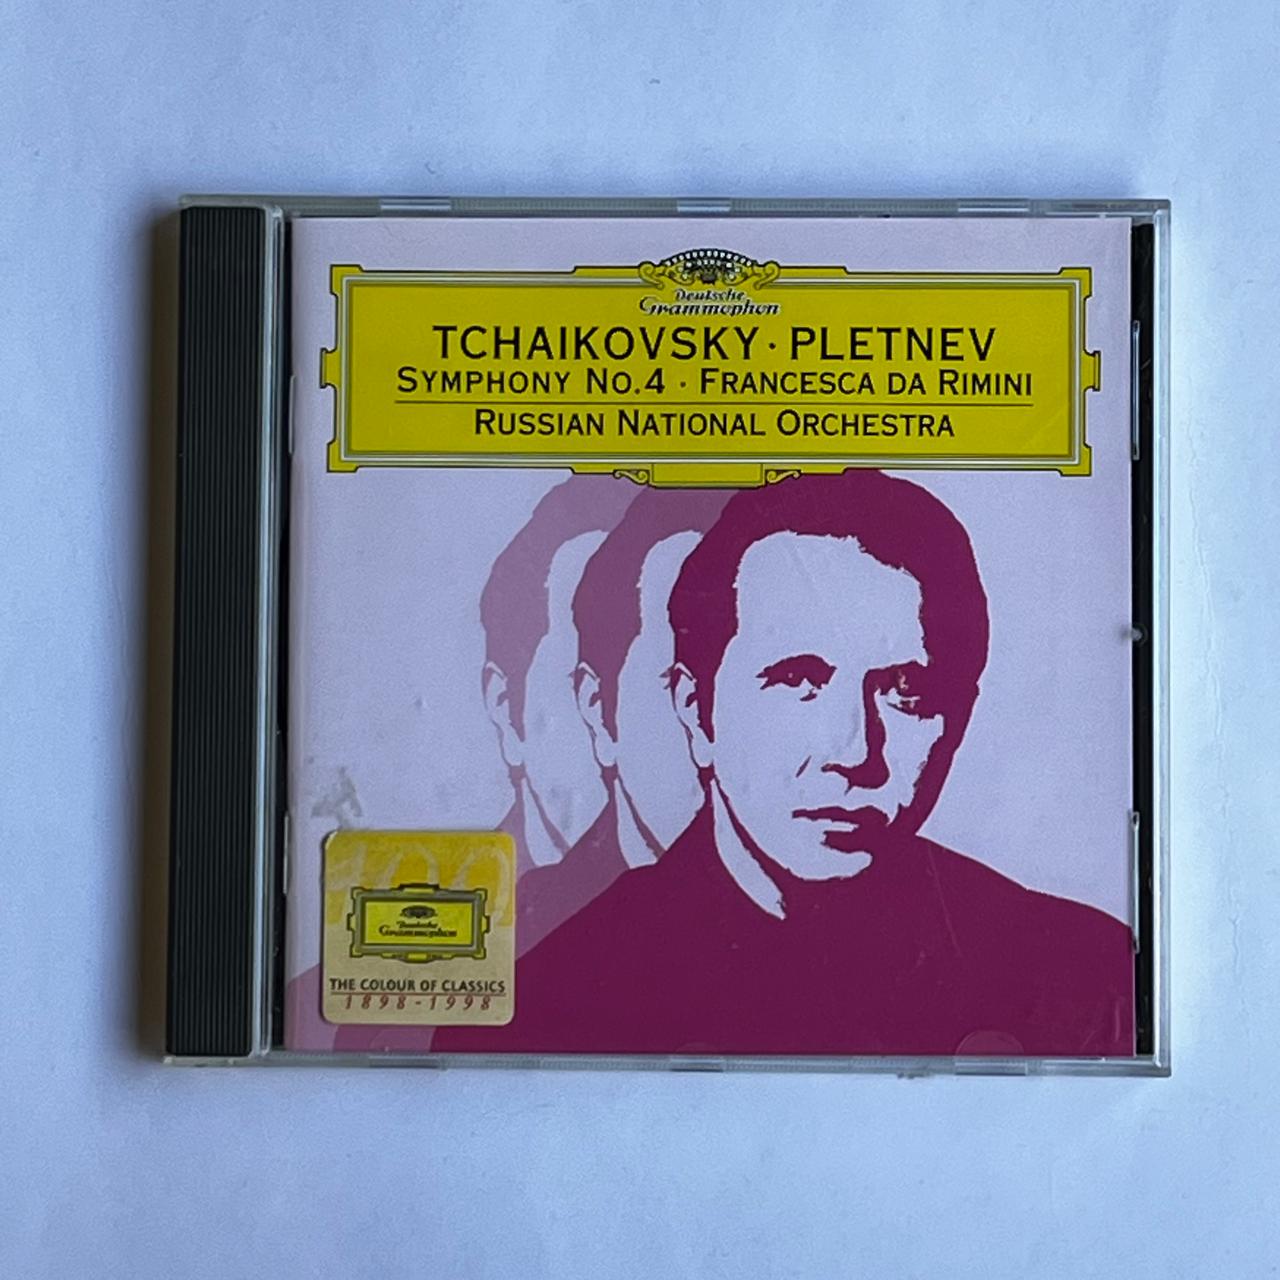 Deutsche
Grammophon
TCHAIKOVSKY · PLETNEV
SYMPHONY NO.4 · FRANCESCA DA RIMINI
RUSSIAN NATIONAL ORCHESTRA
100
Deutsche
Grammophon
THE COLOUR OF CLASSICS
1898-1998